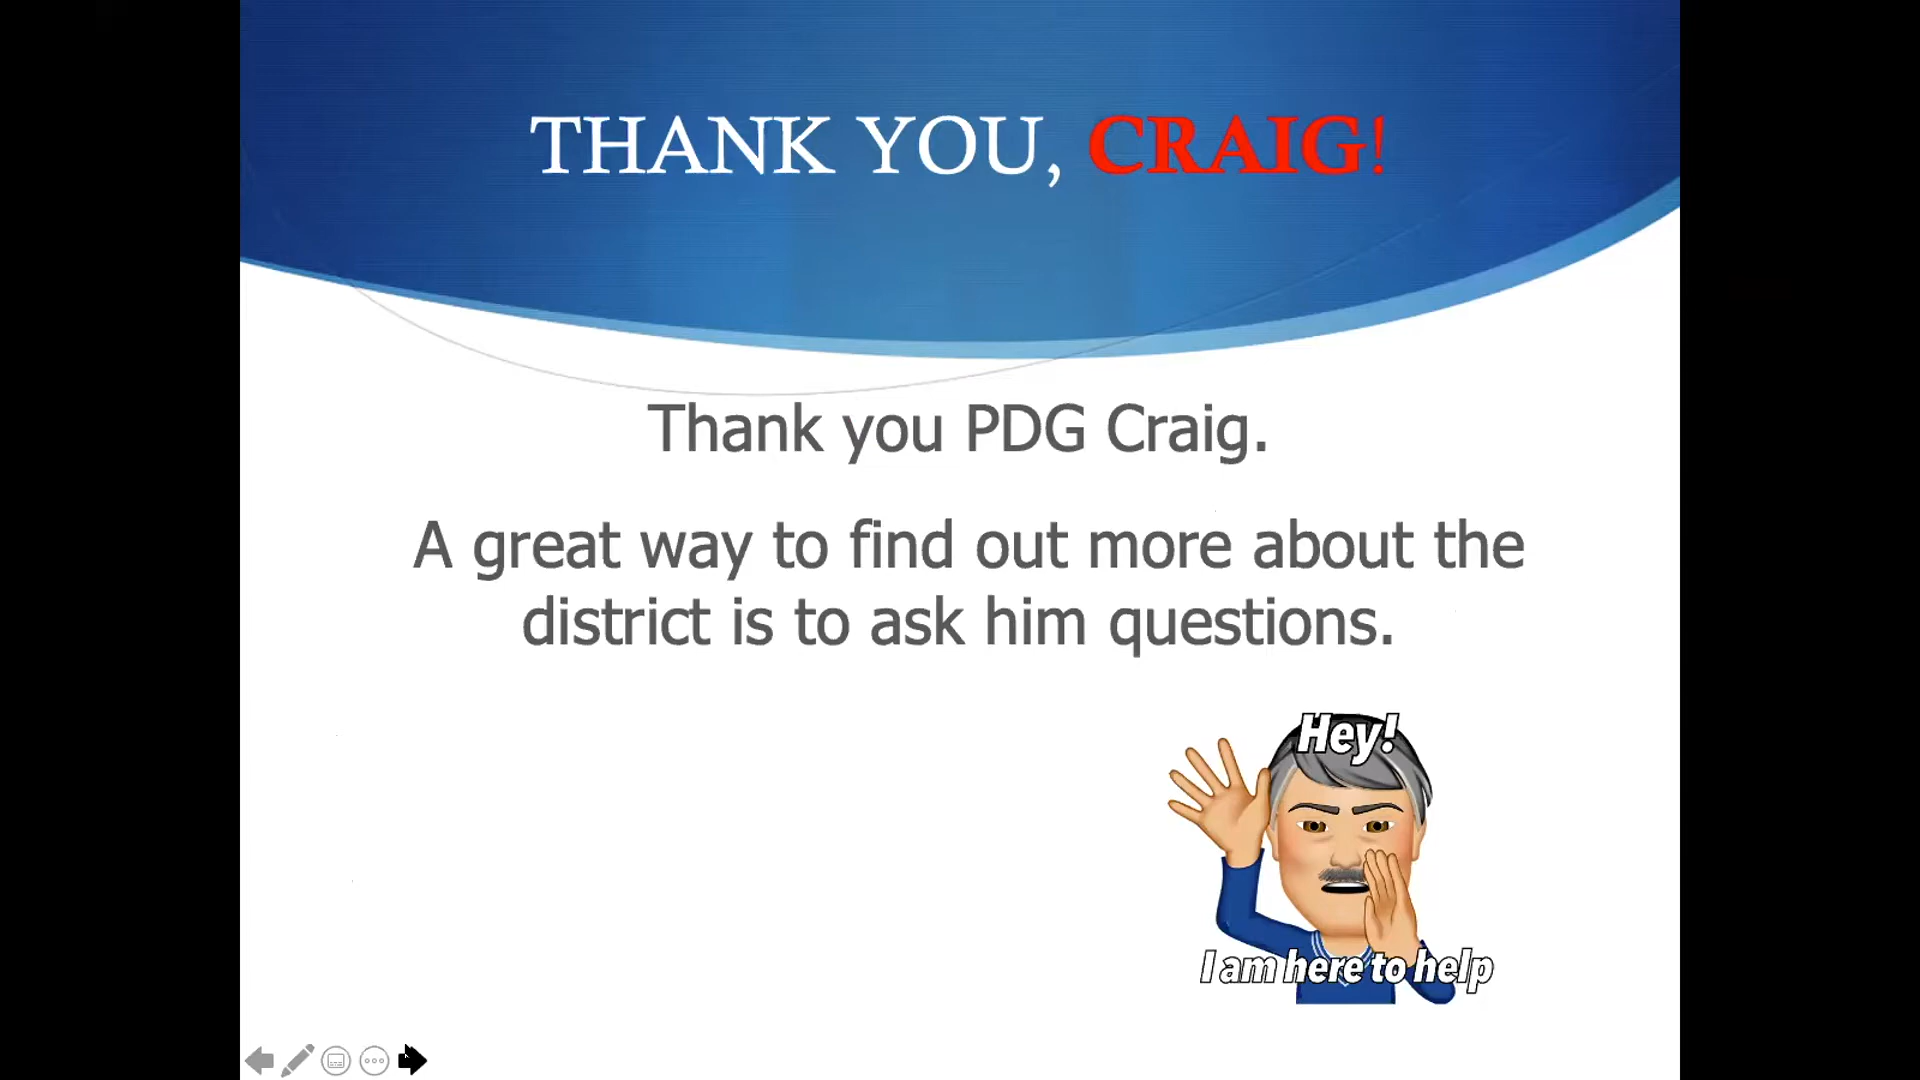 THANK YOU, CRAIG!
Thank you PDG Craig.
A great way to find out more about the
district is to ask him questions.
Hey!
I am here to help